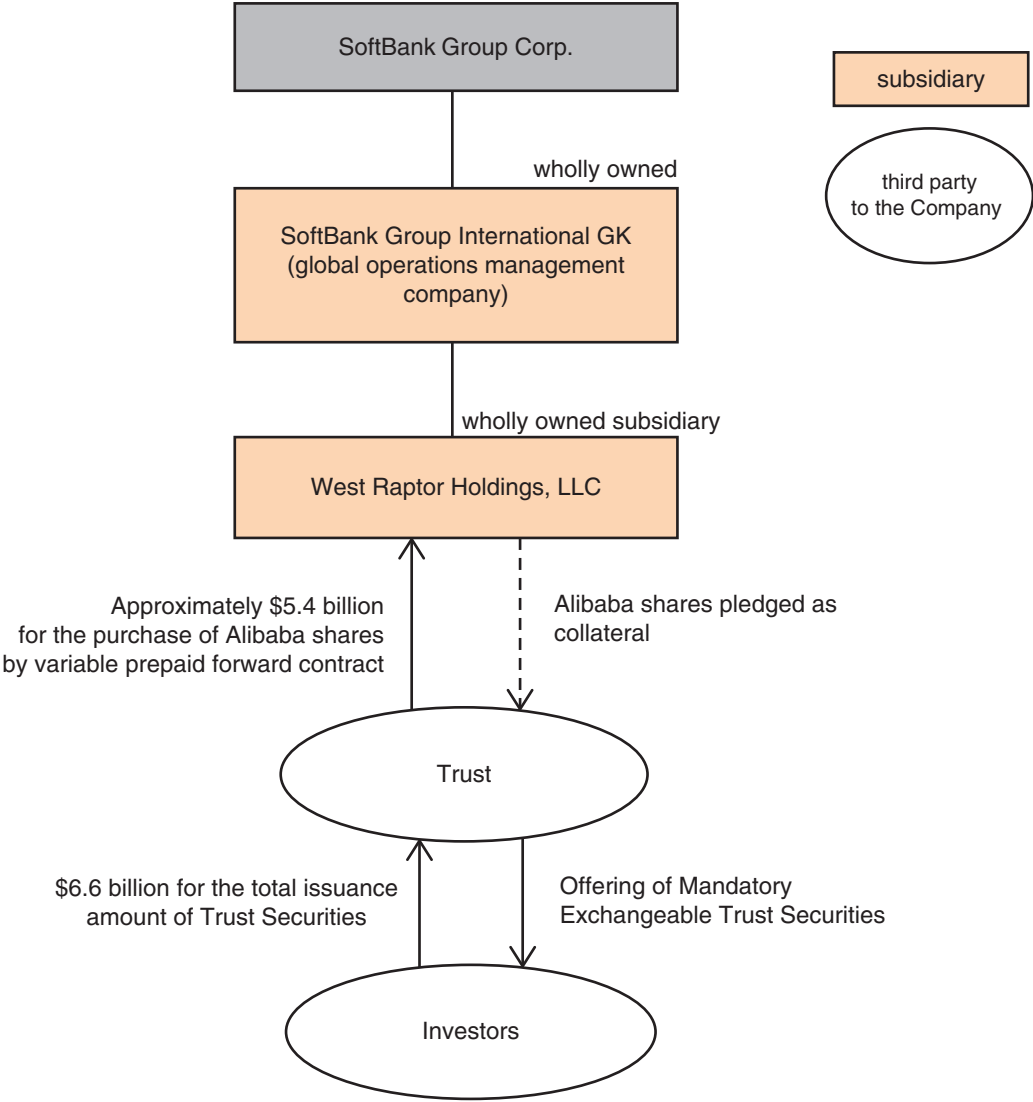 SoftBank Group Corp.
subsidiary
third party
to the Company
wholly owned
SoftBank Group International GK
(global operations management
company)
wholly owned subsidiary
West Raptor Holdings, LLC
Approximately $5.4 billion
for the purchase of Alibaba shares
by variable prepaid forward contract
Alibaba shares pledged as
collateral
Trust
$6.6 billion for the total issuance
amount of Trust Securities
Offering of Mandatory
Exchangeable Trust Securities
Investors